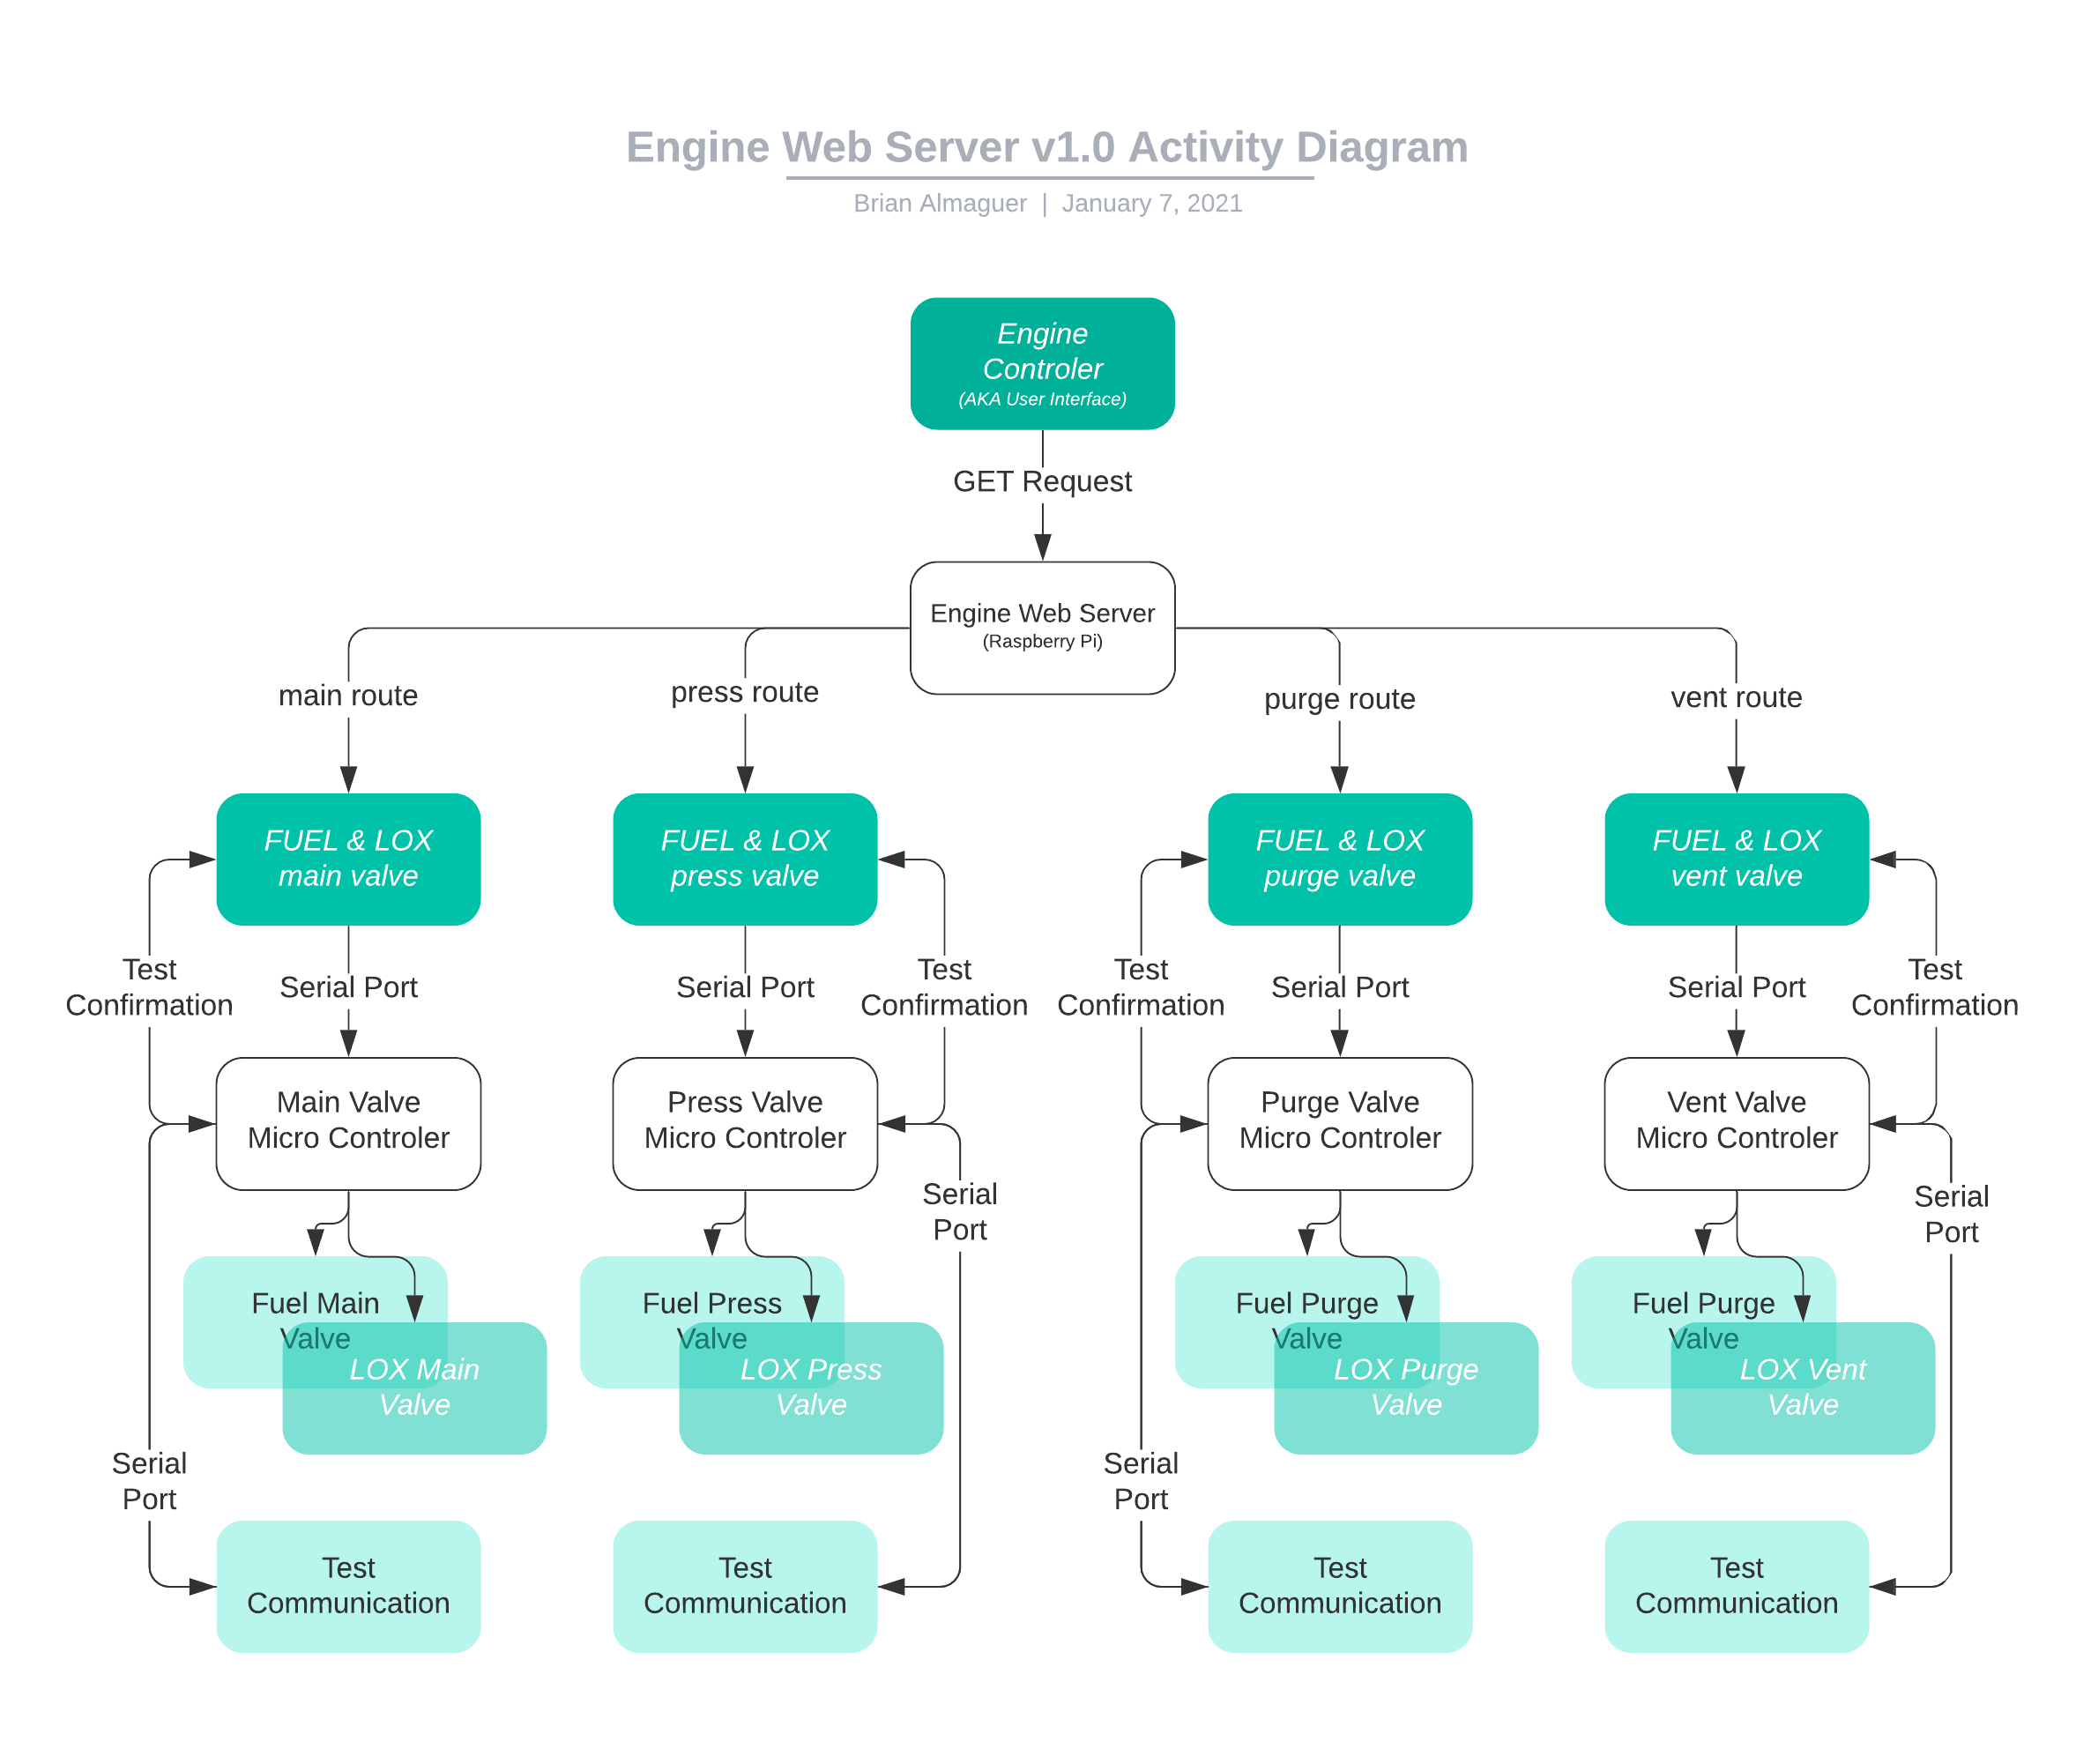 Engine Web Server v1.0 Activity Diagram
Brian Almaguer | January 7, 2021
Engine
Controler
(AKA User Interface)
GET Request
Engine Web Server
(Raspberry Pi)
main route
press route
purge route
vent route
FUEL & LOX
main valve
FUEL & LOX
press valve
FUEL & LOX
purge valve
FUEL & LOX
vent valve
Test
Confirmation
Serial Port
Serial Port
Test
Confirmation
Test
Confirmation
Serial Port
Serial Port
Test
Confirmation
Main Valve
Micro Controler
Press Valve
Micro Controler
Purge Valve
Micro Controler
Vent Valve
Micro Controler
Serial
Port
Serial
Port
Fuel Main
Valve
LOX Main
Valve
Fuel Press
Valve
LOX Press
Valve
Fuel Purge
Valve
LOX Purge
Valve
Fuel Purge
Valve
LOX Vent
Valve
Serial
Port
Serial
Port
Test
Communication
Test
Communication
Test
Communication
Test
Communication